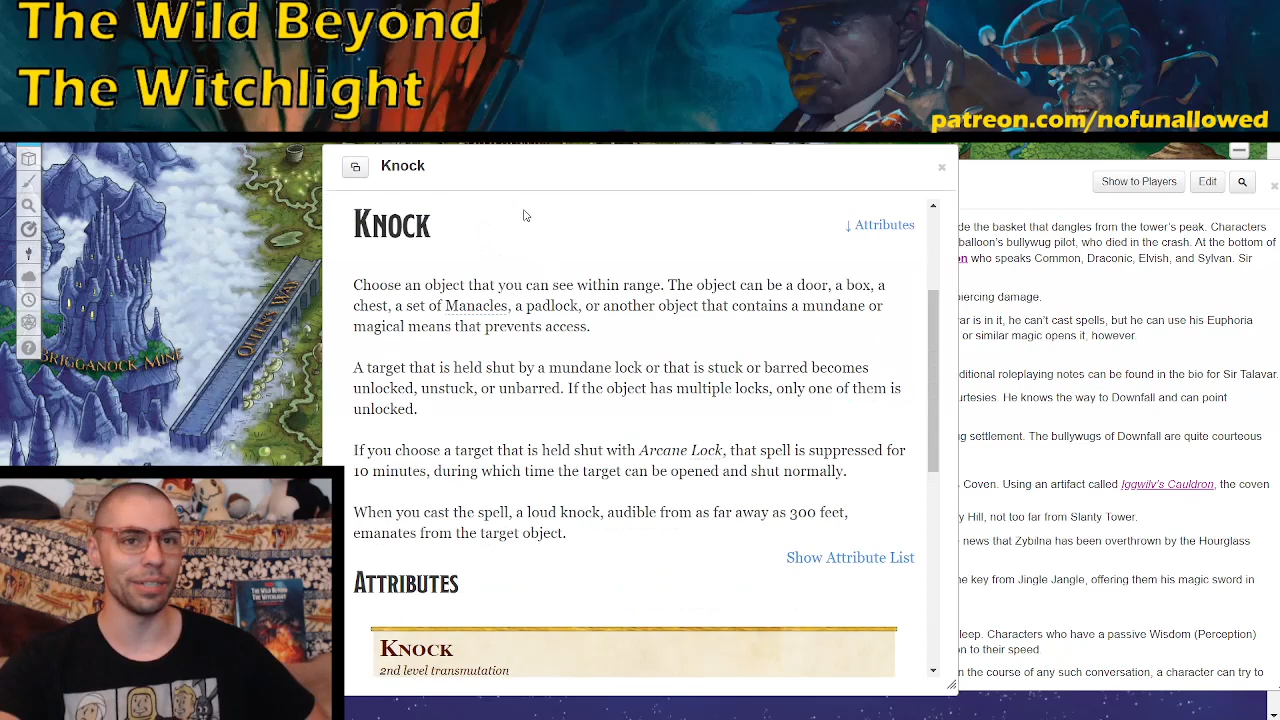 The Wild Beyond
The Witchlight
patreon.com/nofunallowed
BRIGGANOCK MINE
QUEEN'S WAY
Knock
Knock
↓ Attributes
Choose an object that you can see within range. The object can be a door, a box, a
chest, a set of Manacles, a padlock, or another object that contains a mundane or
magical means that prevents access.
A target that is held shut by a mundane lock or that is stuck or barred becomes
unlocked, unstuck, or unbarred. If the object has multiple locks, only one of them is
unlocked.
If you choose a target that is held shut with Arcane Lock, that spell is suppressed for
10 minutes, during which time the target can be opened and shut normally.
When you cast the spell, a loud knock, audible from as far away as 300 feet,
emanates from the target object.
Show Attribute List
Attributes
Knock
2nd level transmutation
Show to Players
Edit
de the basket that dangles from the tower's peak. Characters
balloon's bullywug pilot, who died in the crash. At the bottom of
on who speaks Common, Draconic, Elvish, and Sylvan. Sir
iercing damage.
ar is in it, he can't cast spells, but he can use his Euphoria
or similar magic opens it, however.
ditional roleplaying notes can be found in the bio for Sir Talavar.
urtesies. He knows the way to Downfall and can point
ng settlement. The bullywugs of Downfall are quite courteous
s Coven. Using an artifact called Iggwilv's Cauldron, the coven
y Hill, not too far from Slanty Tower.
e news that Zybilna has been overthrown by the Hourglass
he key from Jingle Jangle, offering them his magic sword in
leep. Characters who have a passive Wisdom (Perception)
on to their speed.
n the course of any such conversation, a character can try to
THE WILD BEYOND
THE WITCHLIGHT